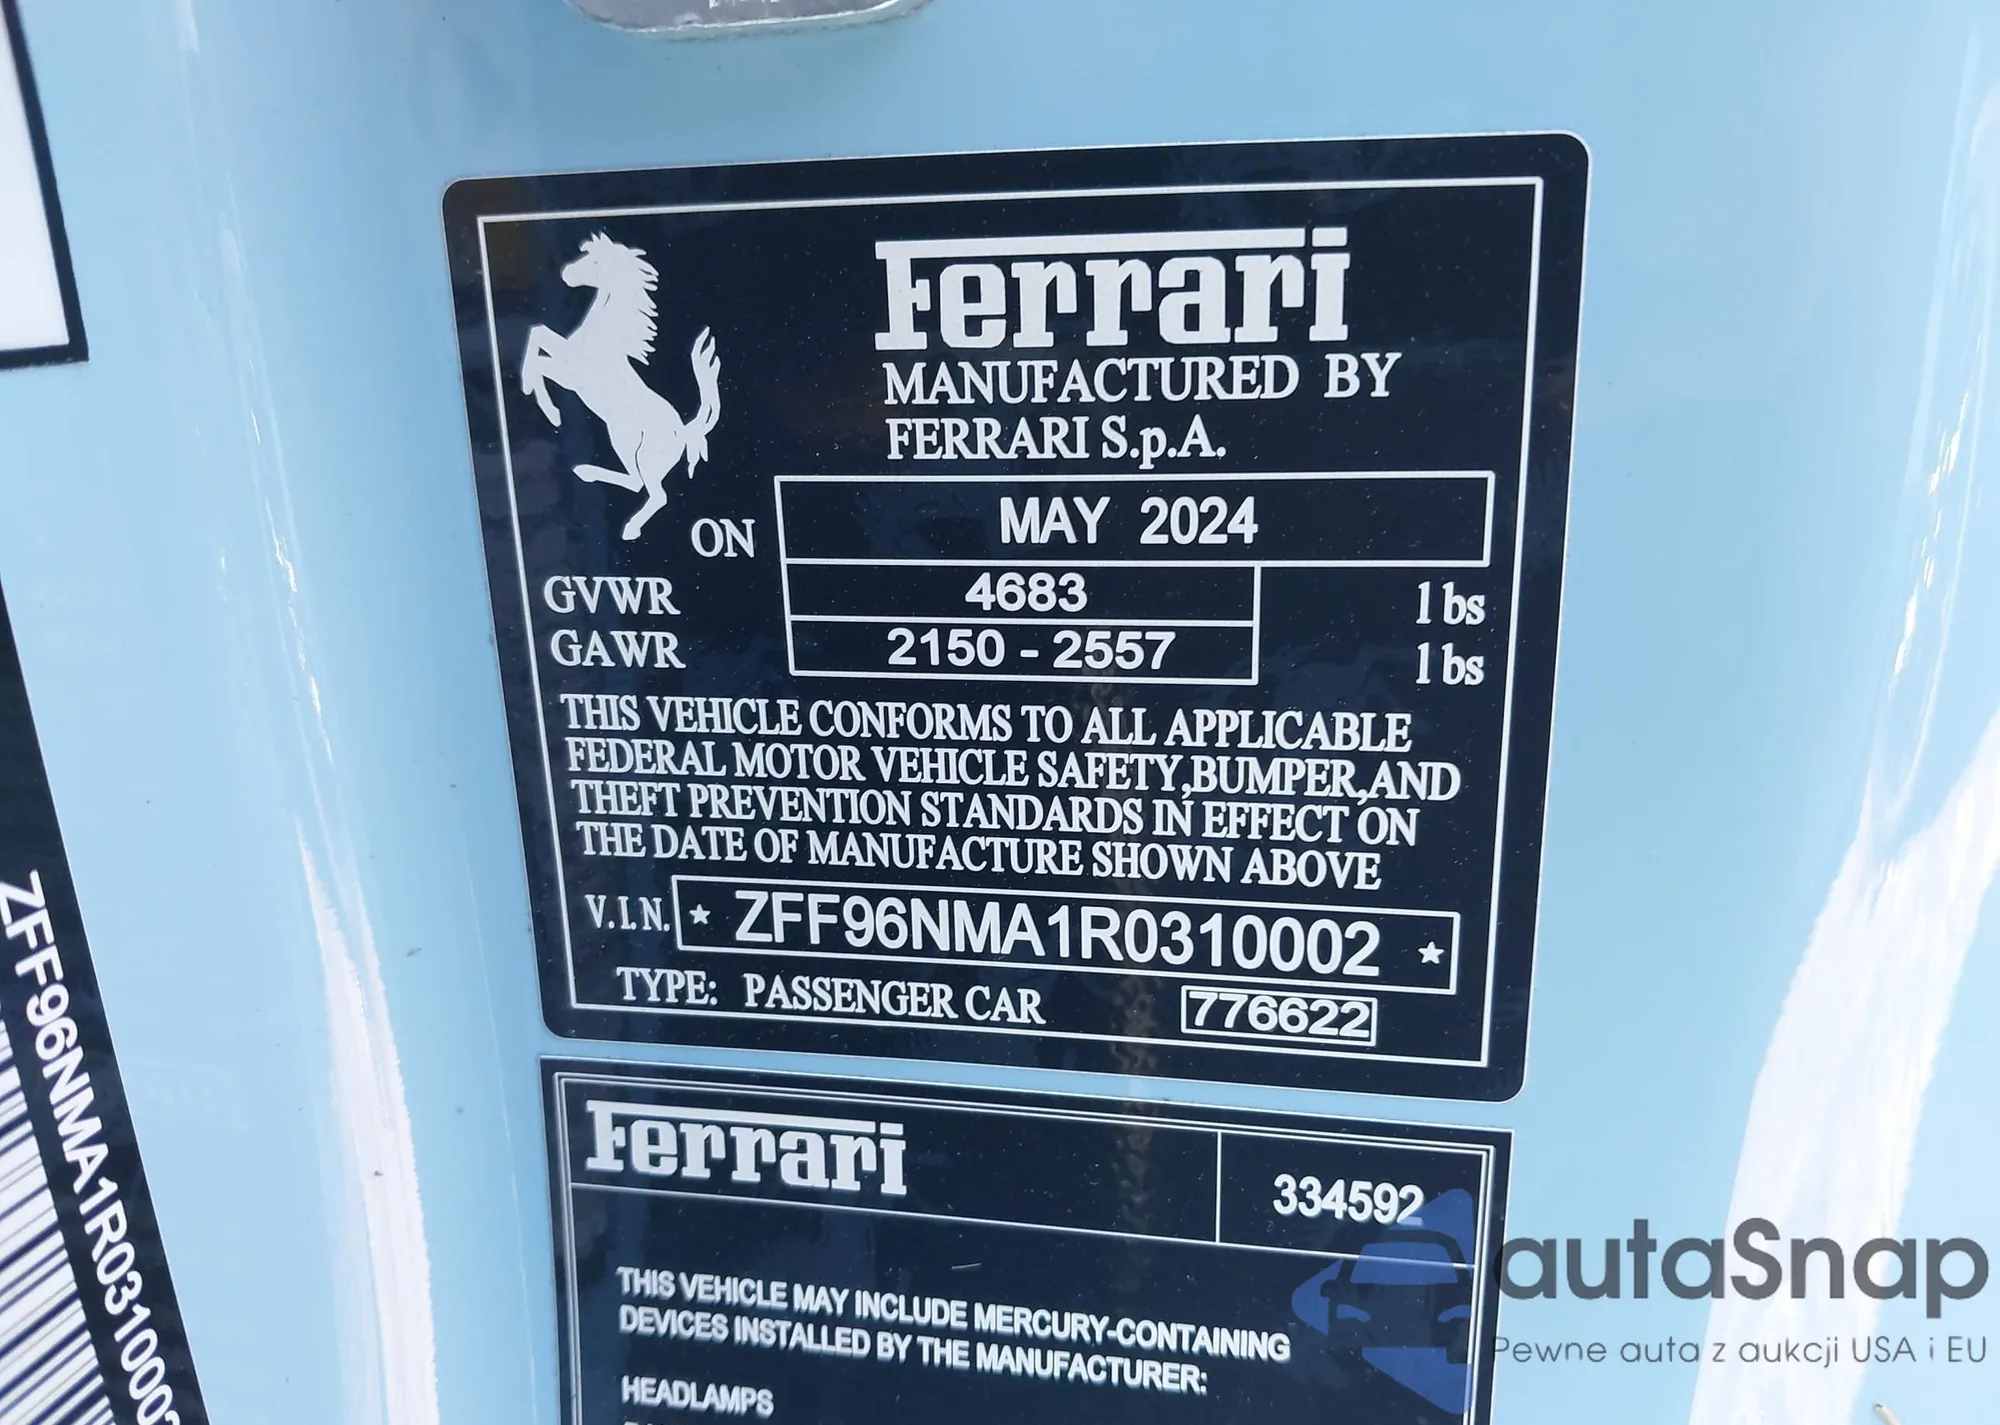 Ferrari
MANUFACTURED BY
FERRARI S.p.A.
ON MAY 2024
GVWR 4683 lbs
GAWR 2150 - 2557 lbs
THIS VEHICLE CONFORMS TO ALL APPLICABLE
FEDERAL MOTOR VEHICLE SAFETY,BUMPER,AND
THEFT PREVENTION STANDARDS IN EFFECT ON
THE DATE OF MANUFACTURE SHOWN ABOVE
V.I.N. ★ ZFF96NMA1R0310002 ★
TYPE: PASSENGER CAR 776622
Ferrari 334592
THIS VEHICLE MAY INCLUDE MERCURY-CONTAINING
DEVICES INSTALLED BY THE MANUFACTURER:
HEADLAMPS
ZFF96NMA1R0310002
autaSnap
Pewne auta z aukcji USA i EU